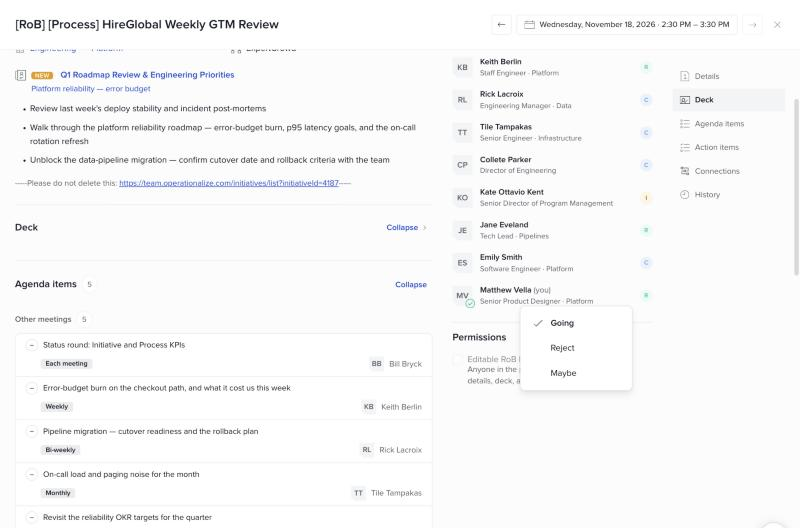 [RoB] [Process] HireGlobal Weekly GTM Review
Wednesday, November 18, 2026 · 2:30 PM – 3:30 PM
NEW Q1 Roadmap Review & Engineering Priorities
Platform reliability — error budget
• Review last week's deploy stability and incident post-mortems
• Walk through the platform reliability roadmap — error-budget burn, p95 latency goals, and the on-call
rotation refresh
• Unblock the data-pipeline migration — confirm cutover date and rollback criteria with the team
-----Please do not delete this: https://team.operationalize.com/initiatives/list?initiativeId=4187-----
Deck
Collapse
Agenda items 5
Collapse
Other meetings 5
Status round: Initiative and Process KPIs
Each meeting
BB Bill Bryck
Error-budget burn on the checkout path, and what it cost us this week
Weekly
KB Keith Berlin
Pipeline migration — cutover readiness and the rollback plan
Bi-weekly
RL Rick Lacroix
On-call load and paging noise for the month
Monthly
TT Tile Tampakas
Revisit the reliability OKR targets for the quarter
KB Keith Berlin R
Staff Engineer · Platform
RL Rick Lacroix C
Engineering Manager · Data
TT Tile Tampakas C
Senior Engineer · Infrastructure
CP Collete Parker C
Director of Engineering
KO Kate Ottavio Kent I
Senior Director of Program Management
JE Jane Eveland R
Tech Lead · Pipelines
ES Emily Smith C
Software Engineer · Platform
MV Matthew Vella (you) R
Senior Product Designer · Platform
Going
Reject
Maybe
Permissions
Editable RoB
Anyone in the
details, deck,
Details
Deck
Agenda items
Action items
Connections
History